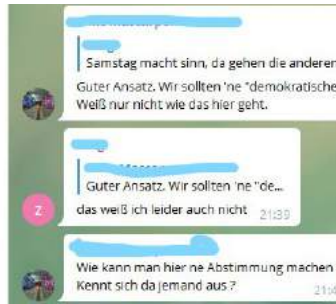 Samstag macht sinn, da gehen die anderen
Guter Ansatz. Wir sollten 'ne "demokratische
Weiß nur nicht wie das hier geht.
Guter Ansatz. Wir sollten 'ne "de...
z
das weiß ich leider auch nicht 21:39
Wie kann man hier ne Abstimmung machen
Kennt sich da jemand aus ?